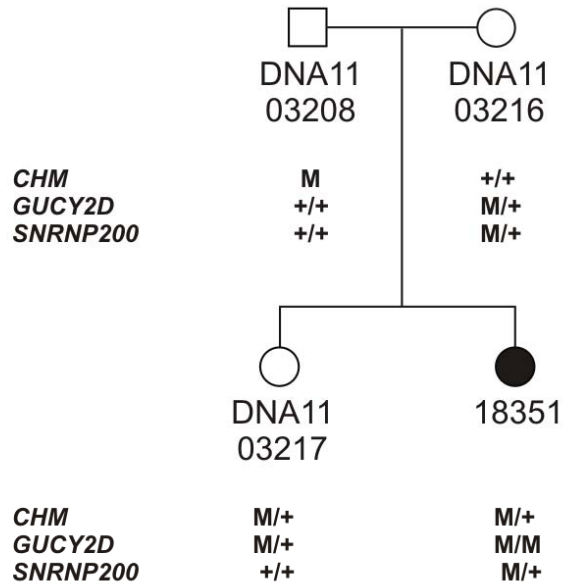 DNA11 DNA11
03208 03216
CHM M +/+
GUCY2D +/+ M/+
SNRNP200 +/+ M/+
DNA11 18351
03217
CHM M/+ M/+
GUCY2D M/+ M/M
SNRNP200 +/+ M/+